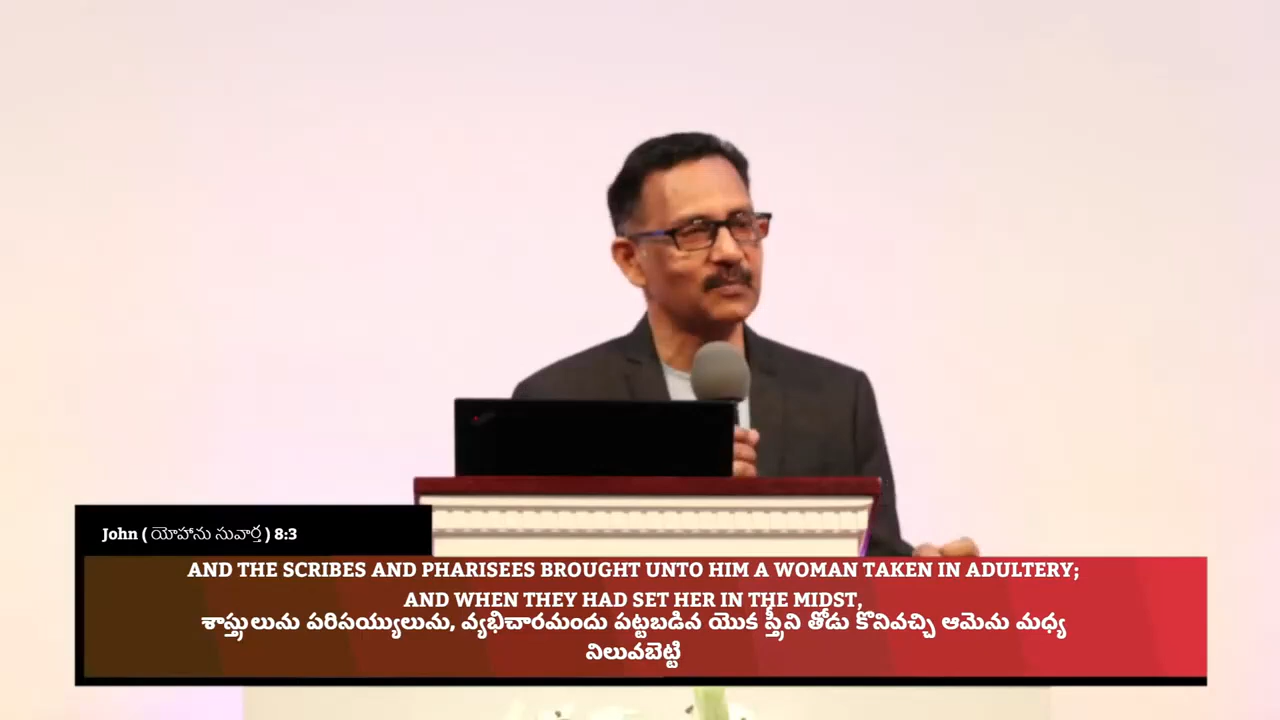 John ( యోహాను సువార్త ) 8:3
AND THE SCRIBES AND PHARISEES BROUGHT UNTO HIM A WOMAN TAKEN IN ADULTERY;
AND WHEN THEY HAD SET HER IN THE MIDST,
శాస్త్రులును పరిసయ్యులును, వ్యభిచారమందు పట్టబడిన యొక స్త్రీని తోడు కొనివచ్చి ఆమెను మధ్య
నిలువబెట్టి